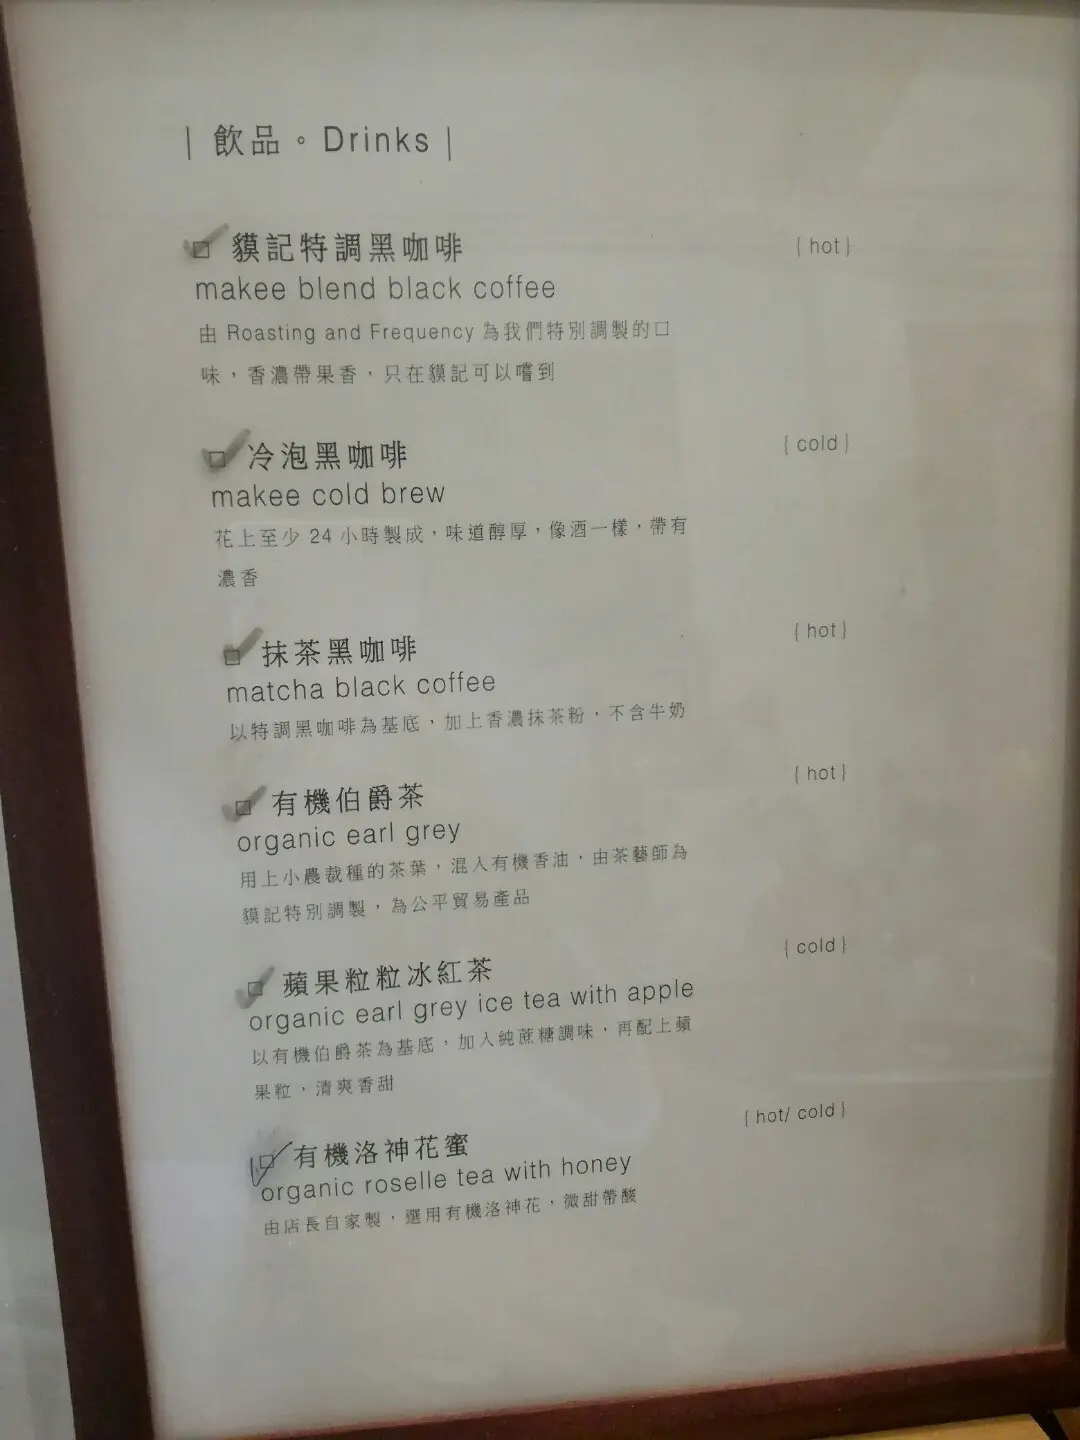 | 飲品。Drinks |
貘記特調黑咖啡 { hot }
makee blend black coffee
由 Roasting and Frequency 為我們特別調製的口
味，香濃帶果香，只在貘記可以嚐到
冷泡黑咖啡 { cold }
makee cold brew
花上至少 24 小時製成，味道醇厚，像酒一樣，帶有
濃香
抹茶黑咖啡 { hot }
matcha black coffee
以特調黑咖啡為基底，加上香濃抹茶粉，不含牛奶
有機伯爵茶 { hot }
organic earl grey
用上小農裁種的茶葉，混入有機香油，由茶藝師為
貘記特別調製，為公平貿易產品
蘋果粒粒冰紅茶 { cold }
organic earl grey ice tea with apple
以有機伯爵茶為基底，加入純蔗糖調味，再配上蘋
果粒，清爽香甜
有機洛神花蜜 { hot/ cold }
organic roselle tea with honey
由店長自家製，選用有機洛神花，微甜帶酸